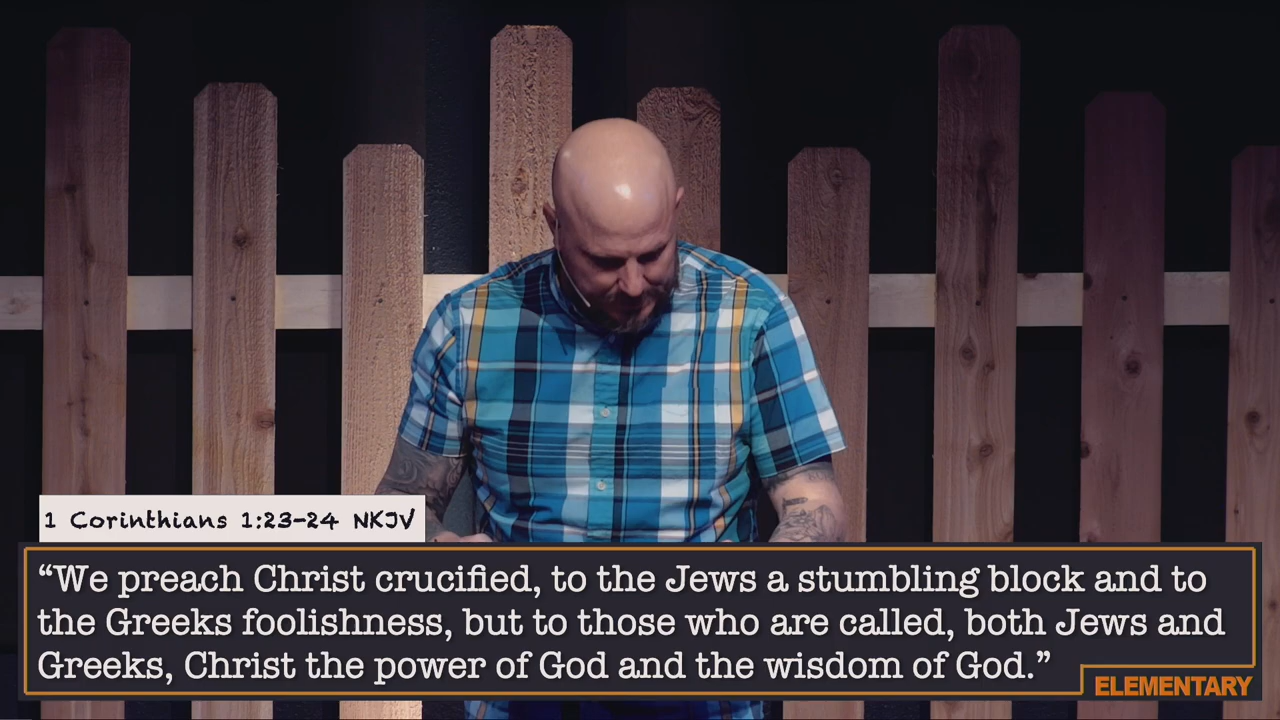 1 Corinthians 1:23-24 NKJV
“We preach Christ crucified, to the Jews a stumbling block and to
the Greeks foolishness, but to those who are called, both Jews and
Greeks, Christ the power of God and the wisdom of God.”
ELEMENTARY